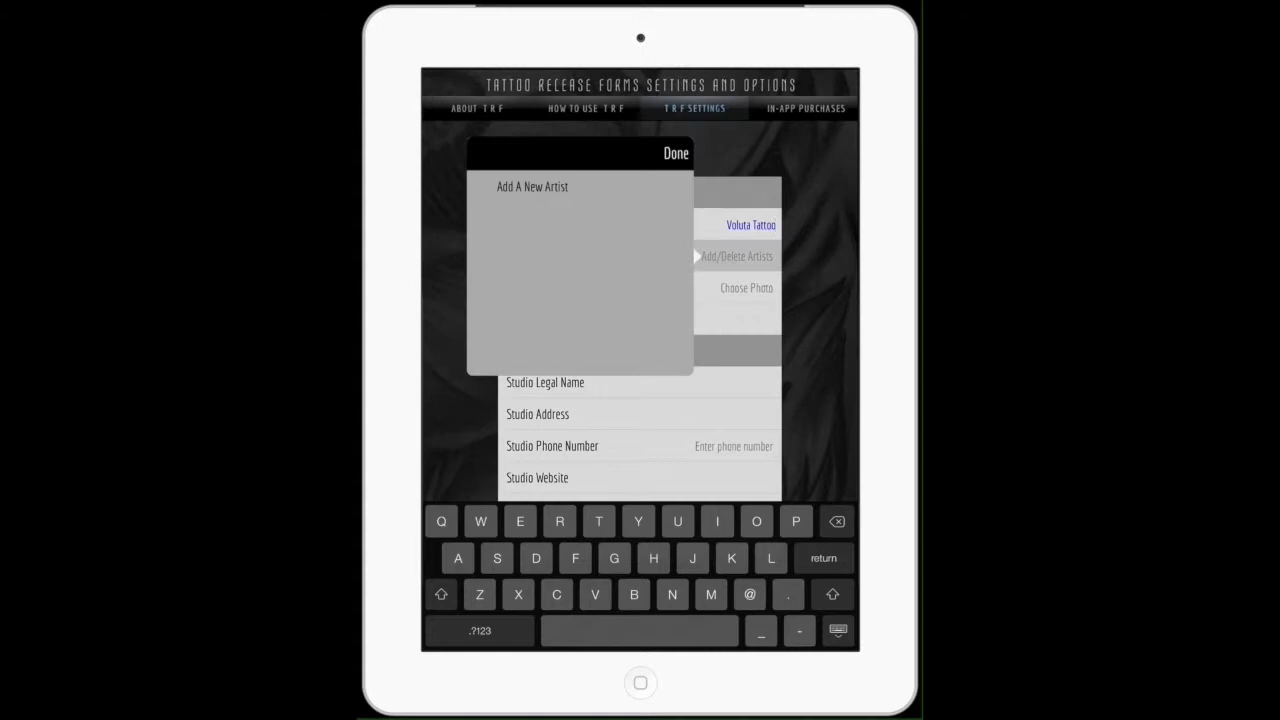 TATTOO RELEASE FORMS SETTINGS AND OPTIONS
ABOUT T R F HOW TO USE T R F T R F SETTINGS IN-APP PURCHASES
Done
Add A New Artist
Voluta Tattoo
Add/Delete Artists
Choose Photo
Studio Legal Name
Studio Address
Studio Phone Number Enter phone number
Studio Website
Q W E R T Y U I O P
A S D F G H J K L return
Z X C V B N M @ .
.?123 _ -